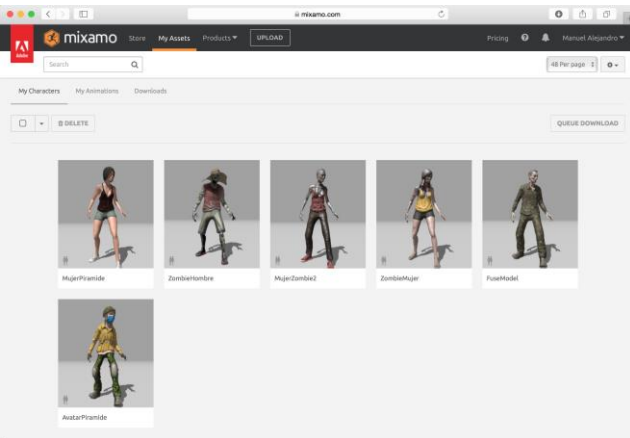 mixamo.com
mixamo Store My Assets Products UPLOAD Pricing Manuel Alejandro
Adobe
Search 48 Per page
My Characters My Animations Downloads
DELETE QUEUE DOWNLOAD
MujerPiramide ZombieHombre MujerZombie2 ZombieMujer FuseModel
AvatarPiramide